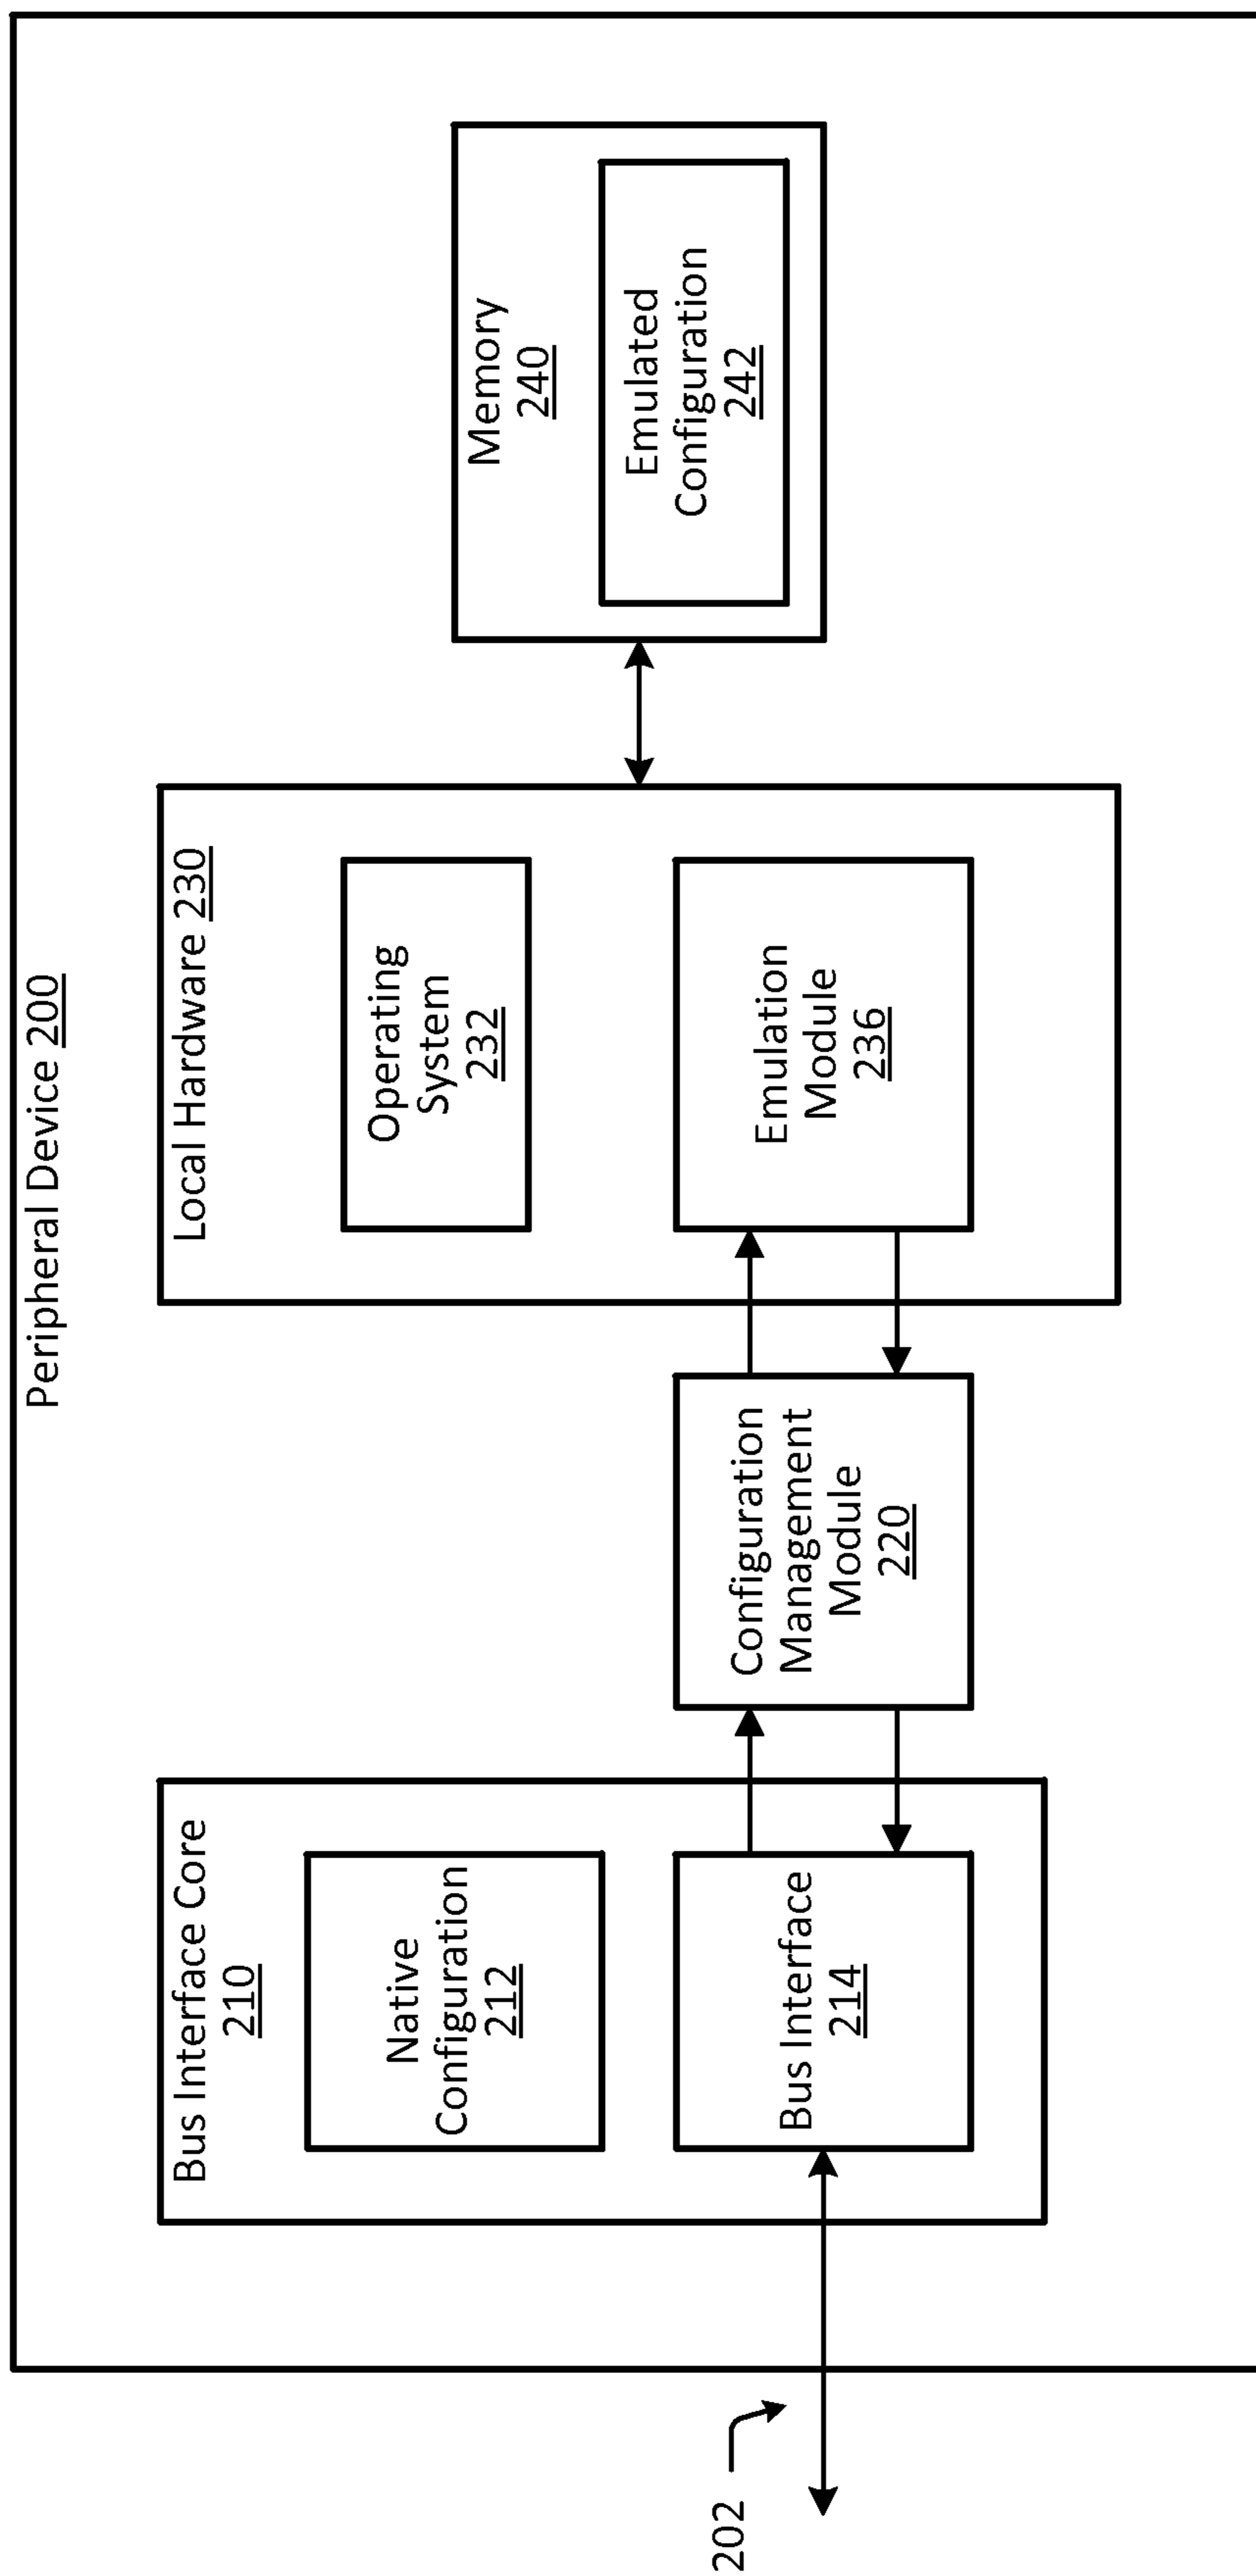 Peripheral Device 200
Bus Interface Core
210
Native
Configuration
212
Bus Interface
214
202
Configuration
Management
Module
220
Local Hardware 230
Operating
System
232
Emulation
Module
236
Memory
240
Emulated
Configuration
242